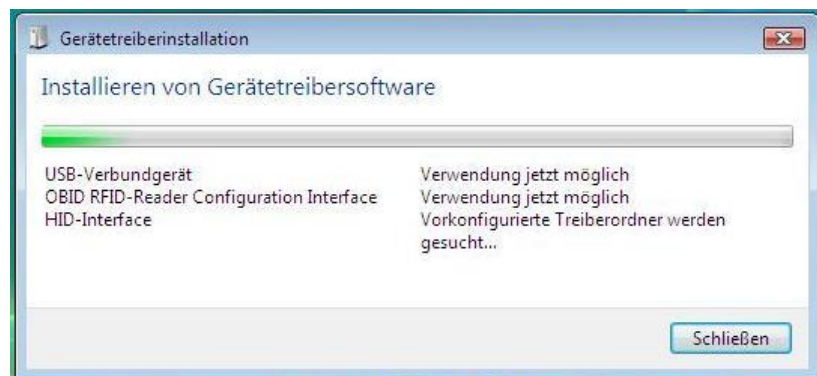 Gerätetreiberinstallation
Installieren von Gerätetreibersoftware
USB-Verbundgerät Verwendung jetzt möglich
OBID RFID-Reader Configuration Interface Verwendung jetzt möglich
HID-Interface Vorkonfigurierte Treiberordner werden
gesucht...
Schließen